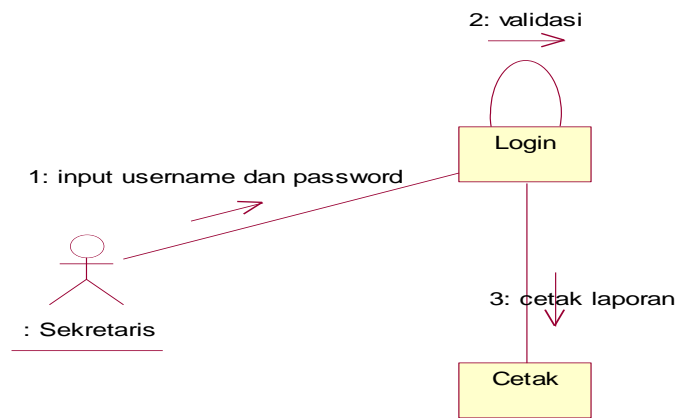 2: validasi
Login
1: input username dan password
3: cetak laporan
: Sekretaris
Cetak